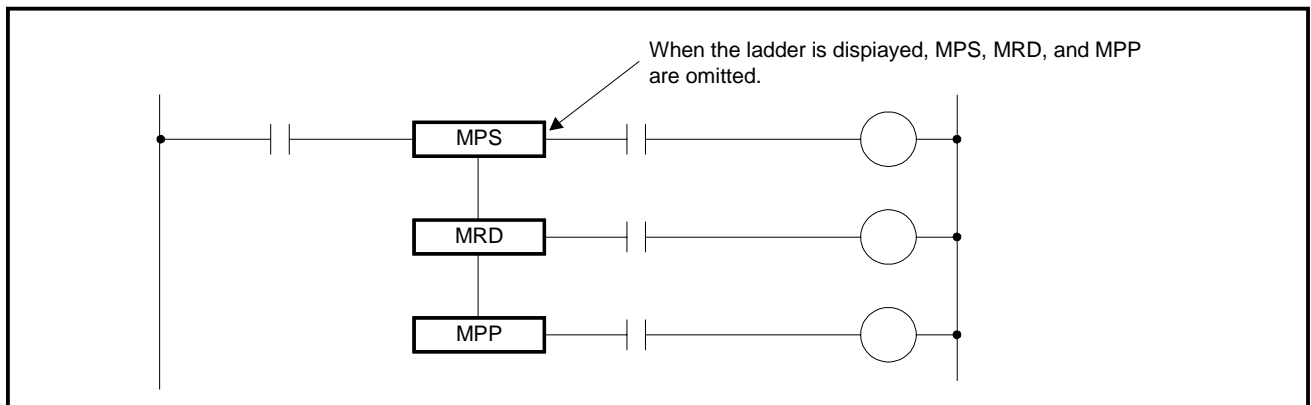 When the ladder is dispiayed, MPS, MRD, and MPP
are omitted.
MPS
MRD
MPP